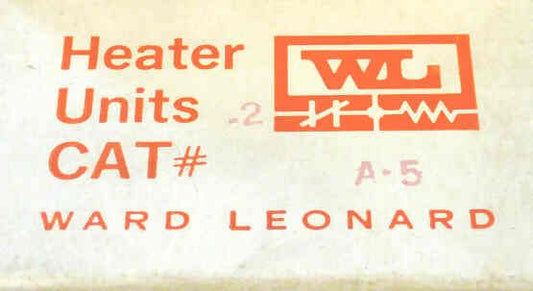 Heater
WL
Units .2
CAT#
A-5
WARD LEONARD